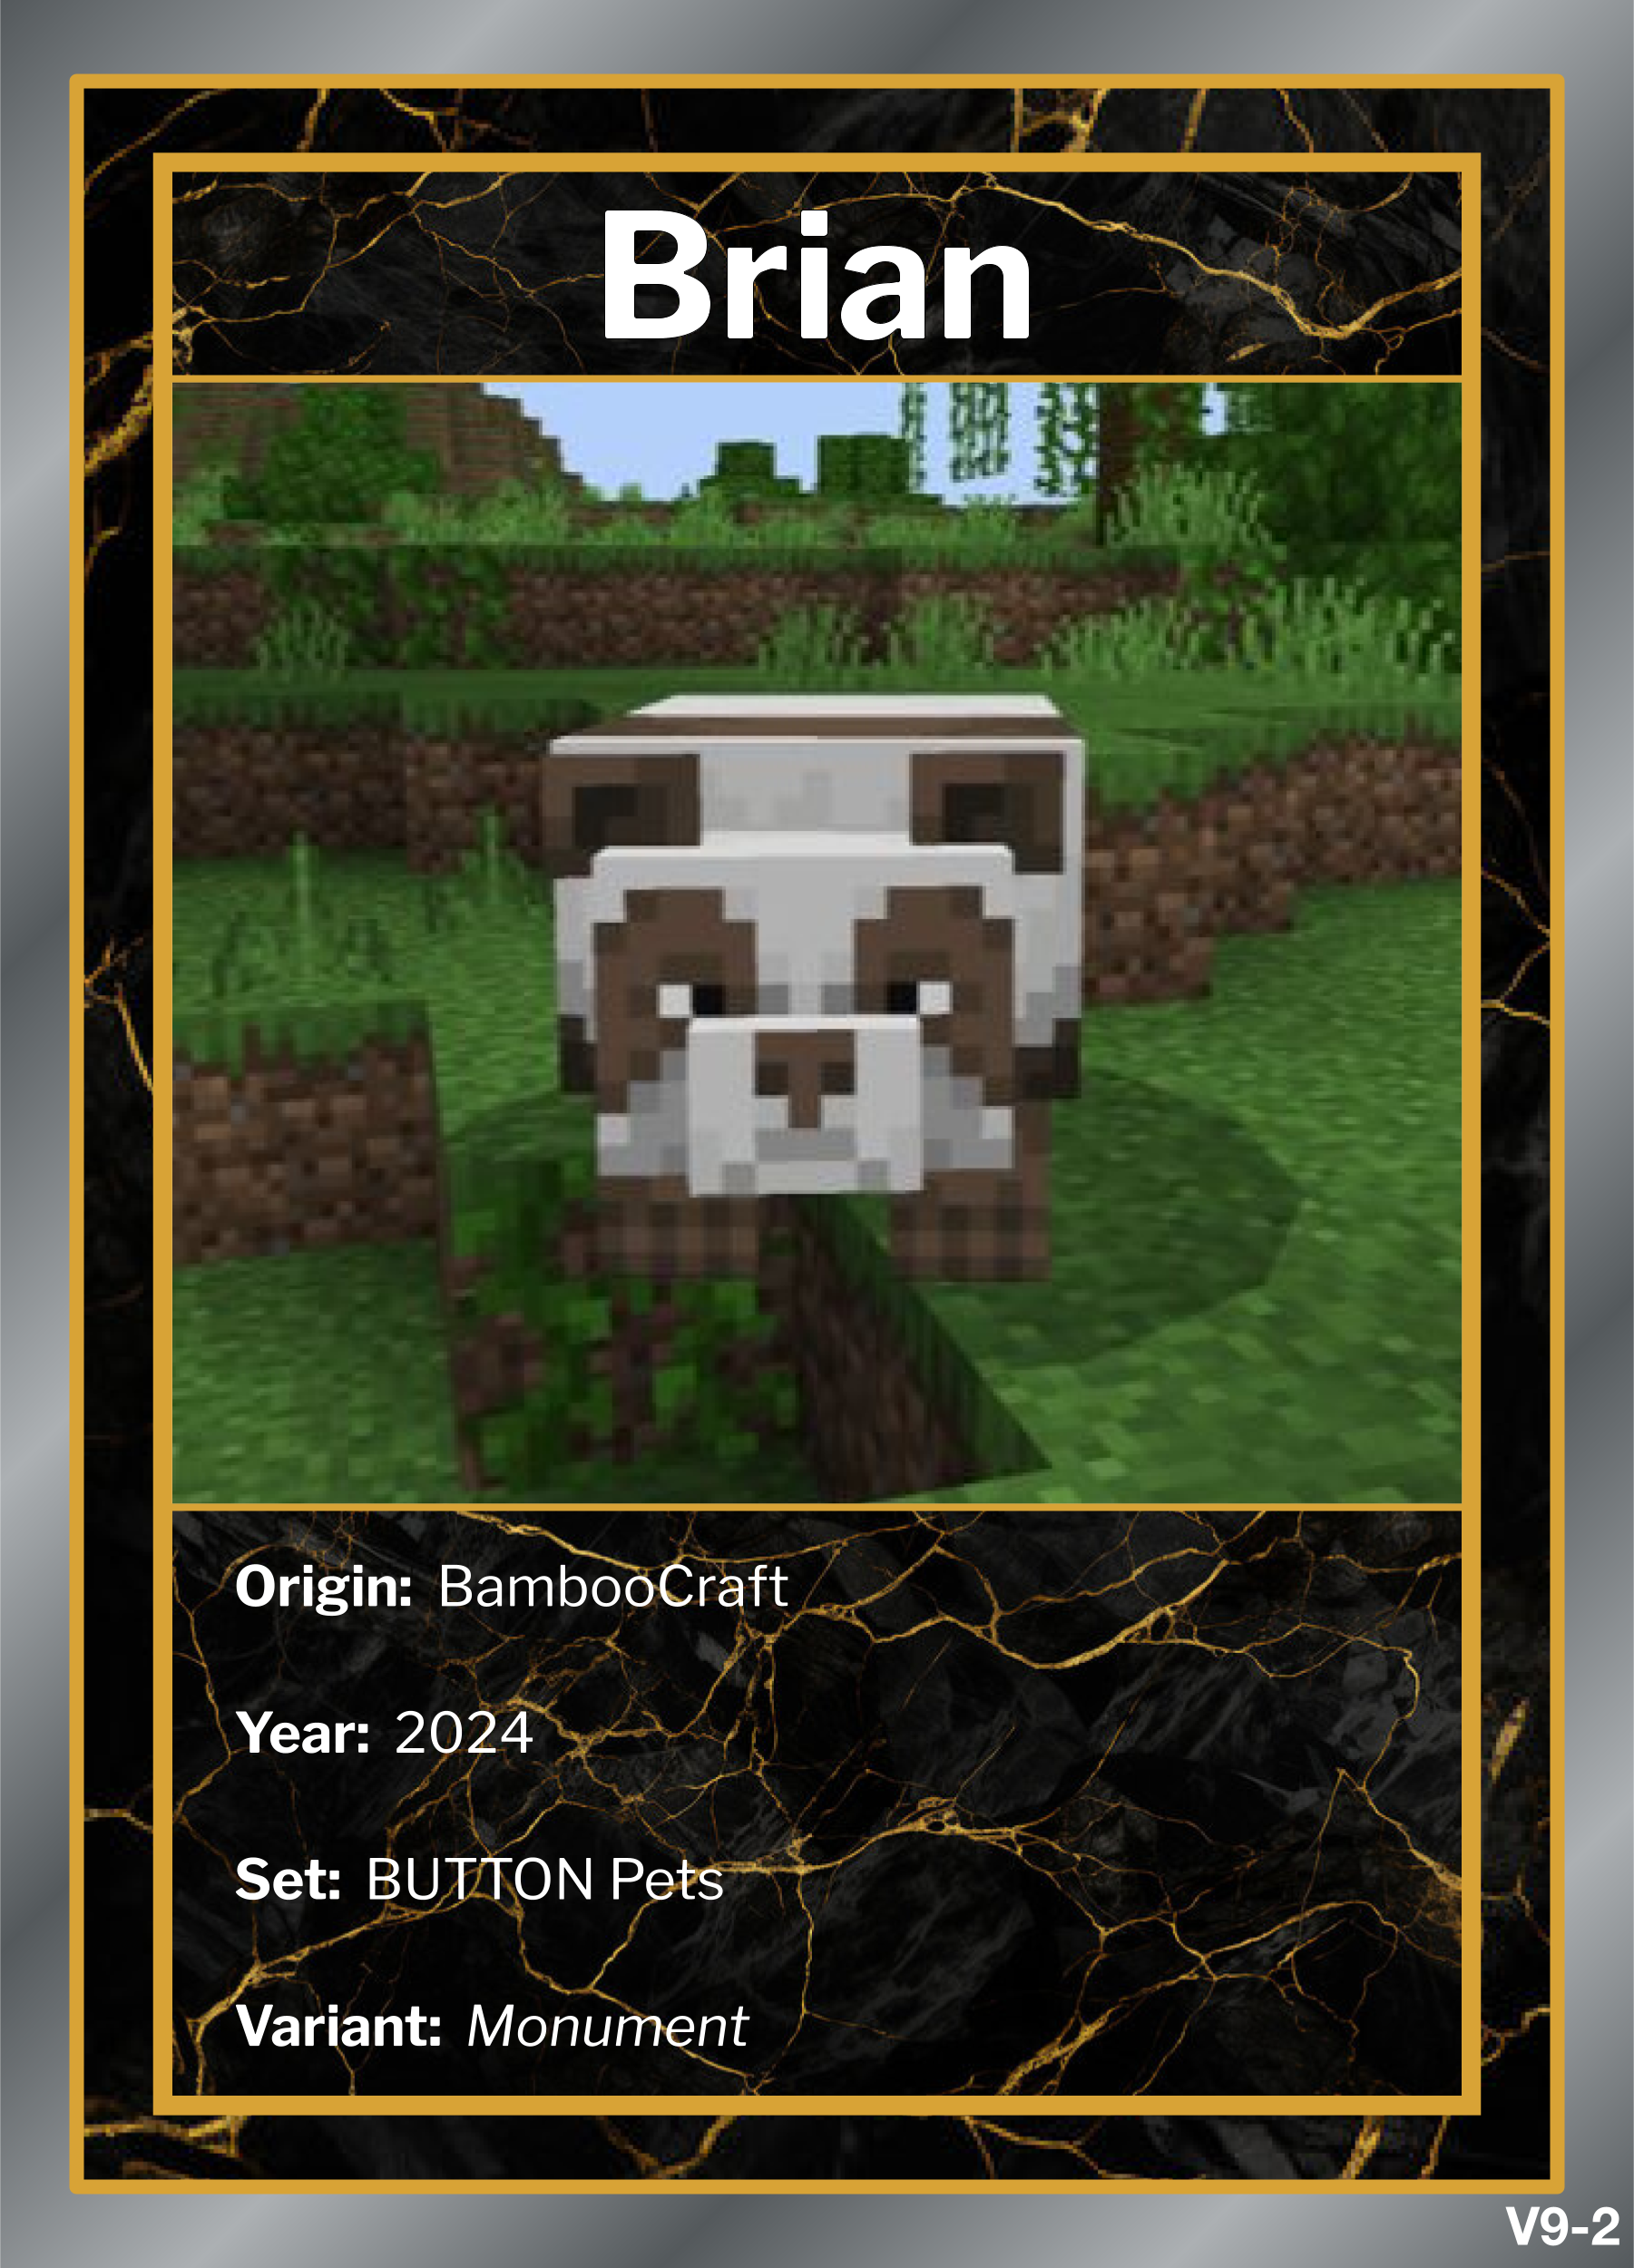 Brian
Origin: BambooCraft
Year: 2024
Set: BUTTON Pets
Variant: Monument
V9-2